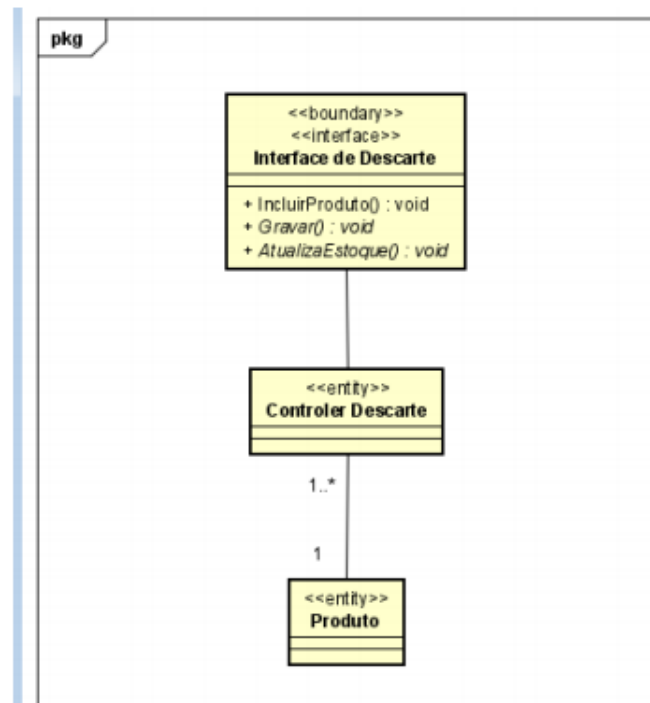 pkg
<<boundary>>
<<interface>>
Interface de Descarte
+ IncluirProduto() : void
+ Gravar() : void
+ AtualizaEstoque() : void
<<entity>>
Controler Descarte
1..*
1
<<entity>>
Produto